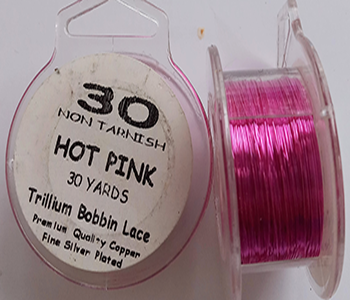 30
NON TARNISH
HOT PINK
30 YARDS
Trillium Bobbin Lace
Premium Quality Copper
Fine Silver Plated